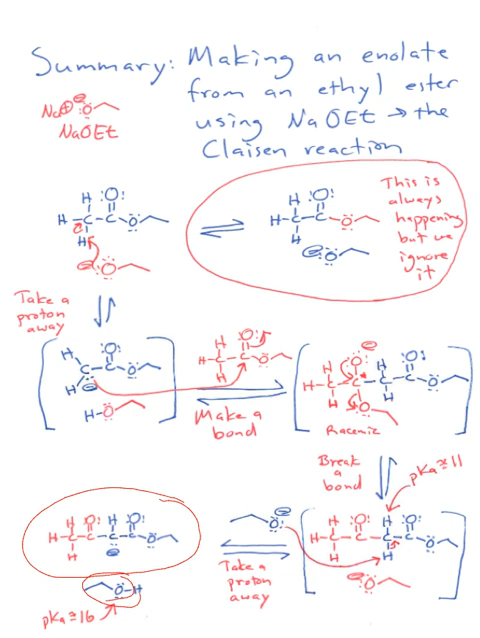 Summary: Making an enolate
from an ethyl ester
using NaOEt → the
Claisen reaction
Na⊕ ⊖:Ö:
NaOEt
This is
always
happening
but we
ignore
it
Take a
proton
away
Make a
bond
Racemic
Break
a bond
pKa ≅ 11
Take a
proton
away
pKa ≅ 16